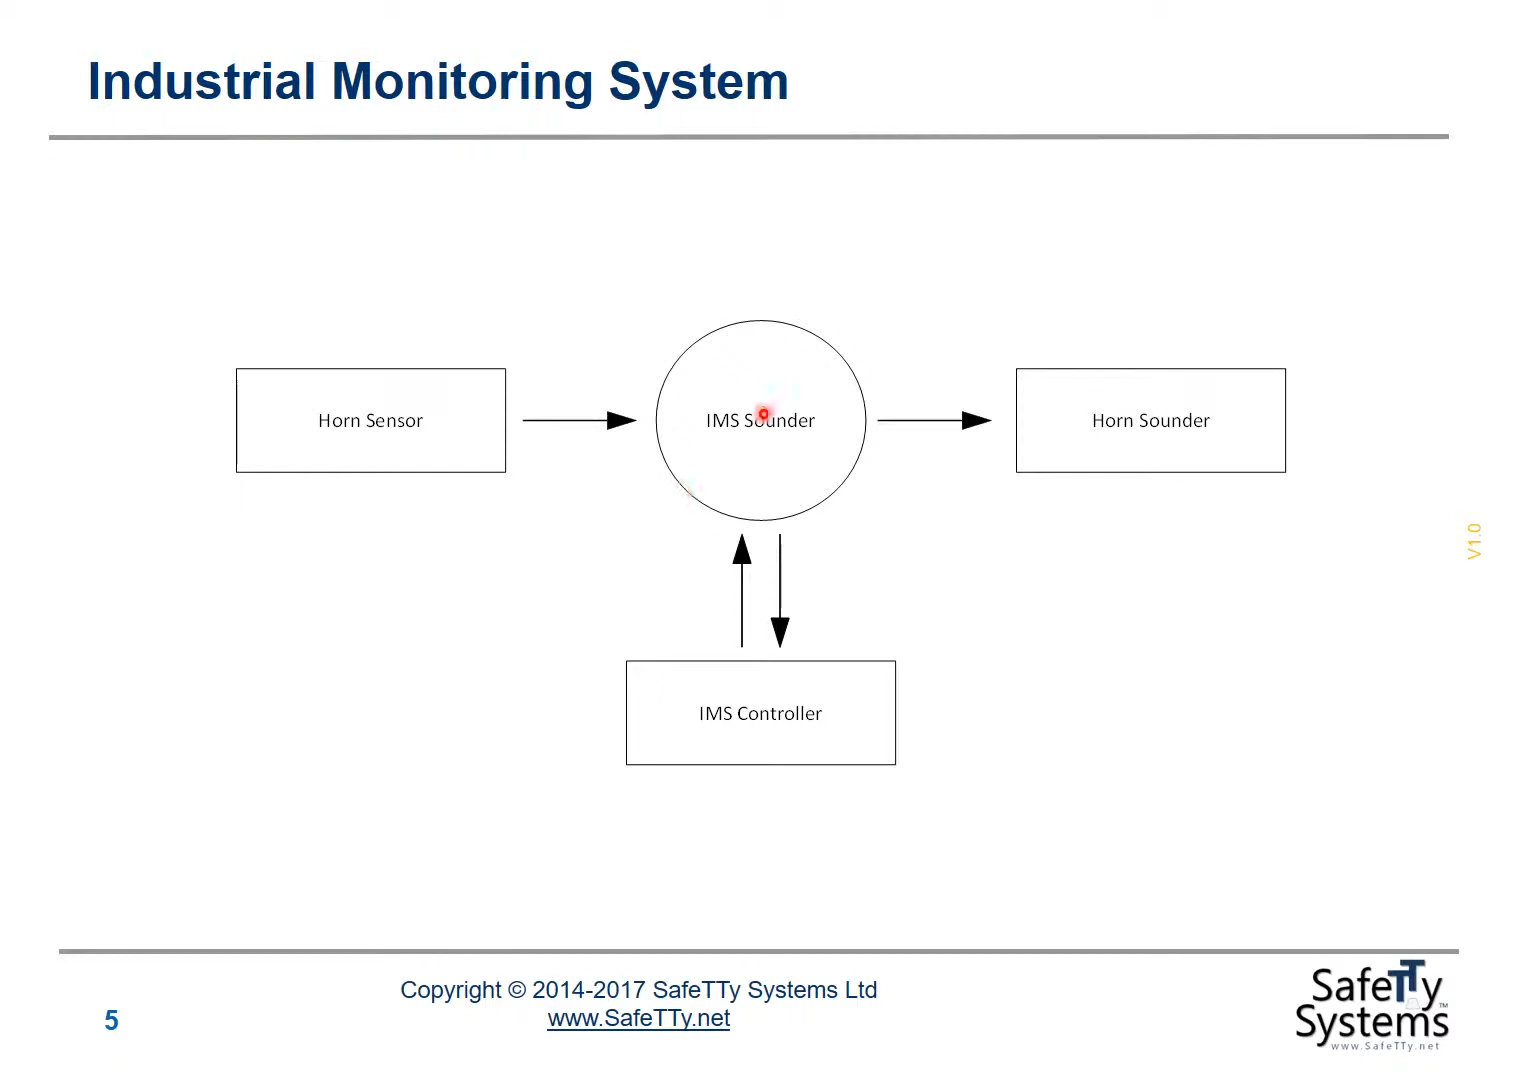 Industrial Monitoring System
Horn Sensor
IMS Sounder
Horn Sounder
V1.0
IMS Controller
Copyright © 2014-2017 SafeTTy Systems Ltd
www.SafeTTy.net
5
SafeTTy
Systems™
www.SafeTTy.net